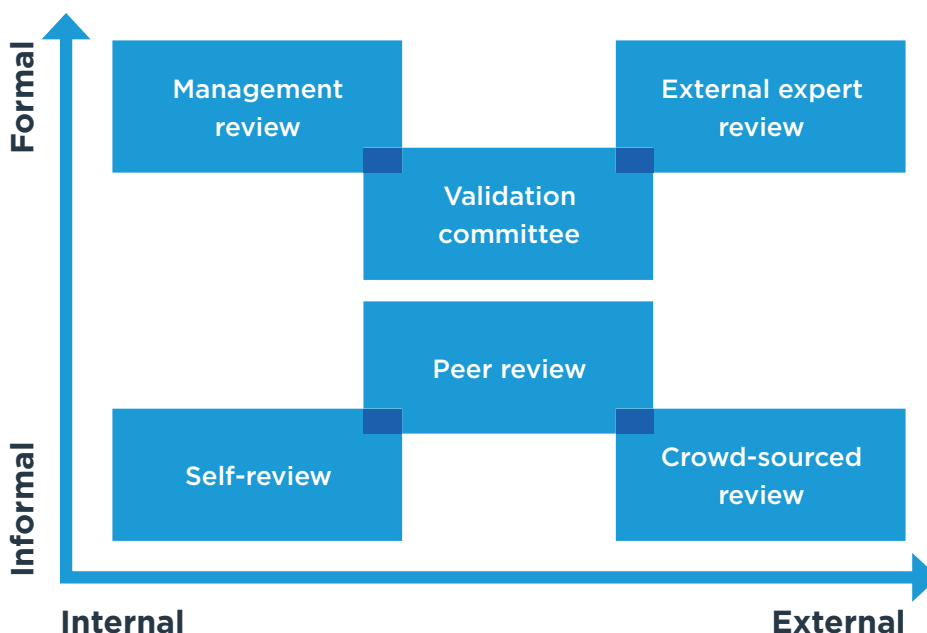 Formal
Management
review
External expert
review
Validation
committee
Peer review
Informal
Self-review
Crowd-sourced
review
Internal
External